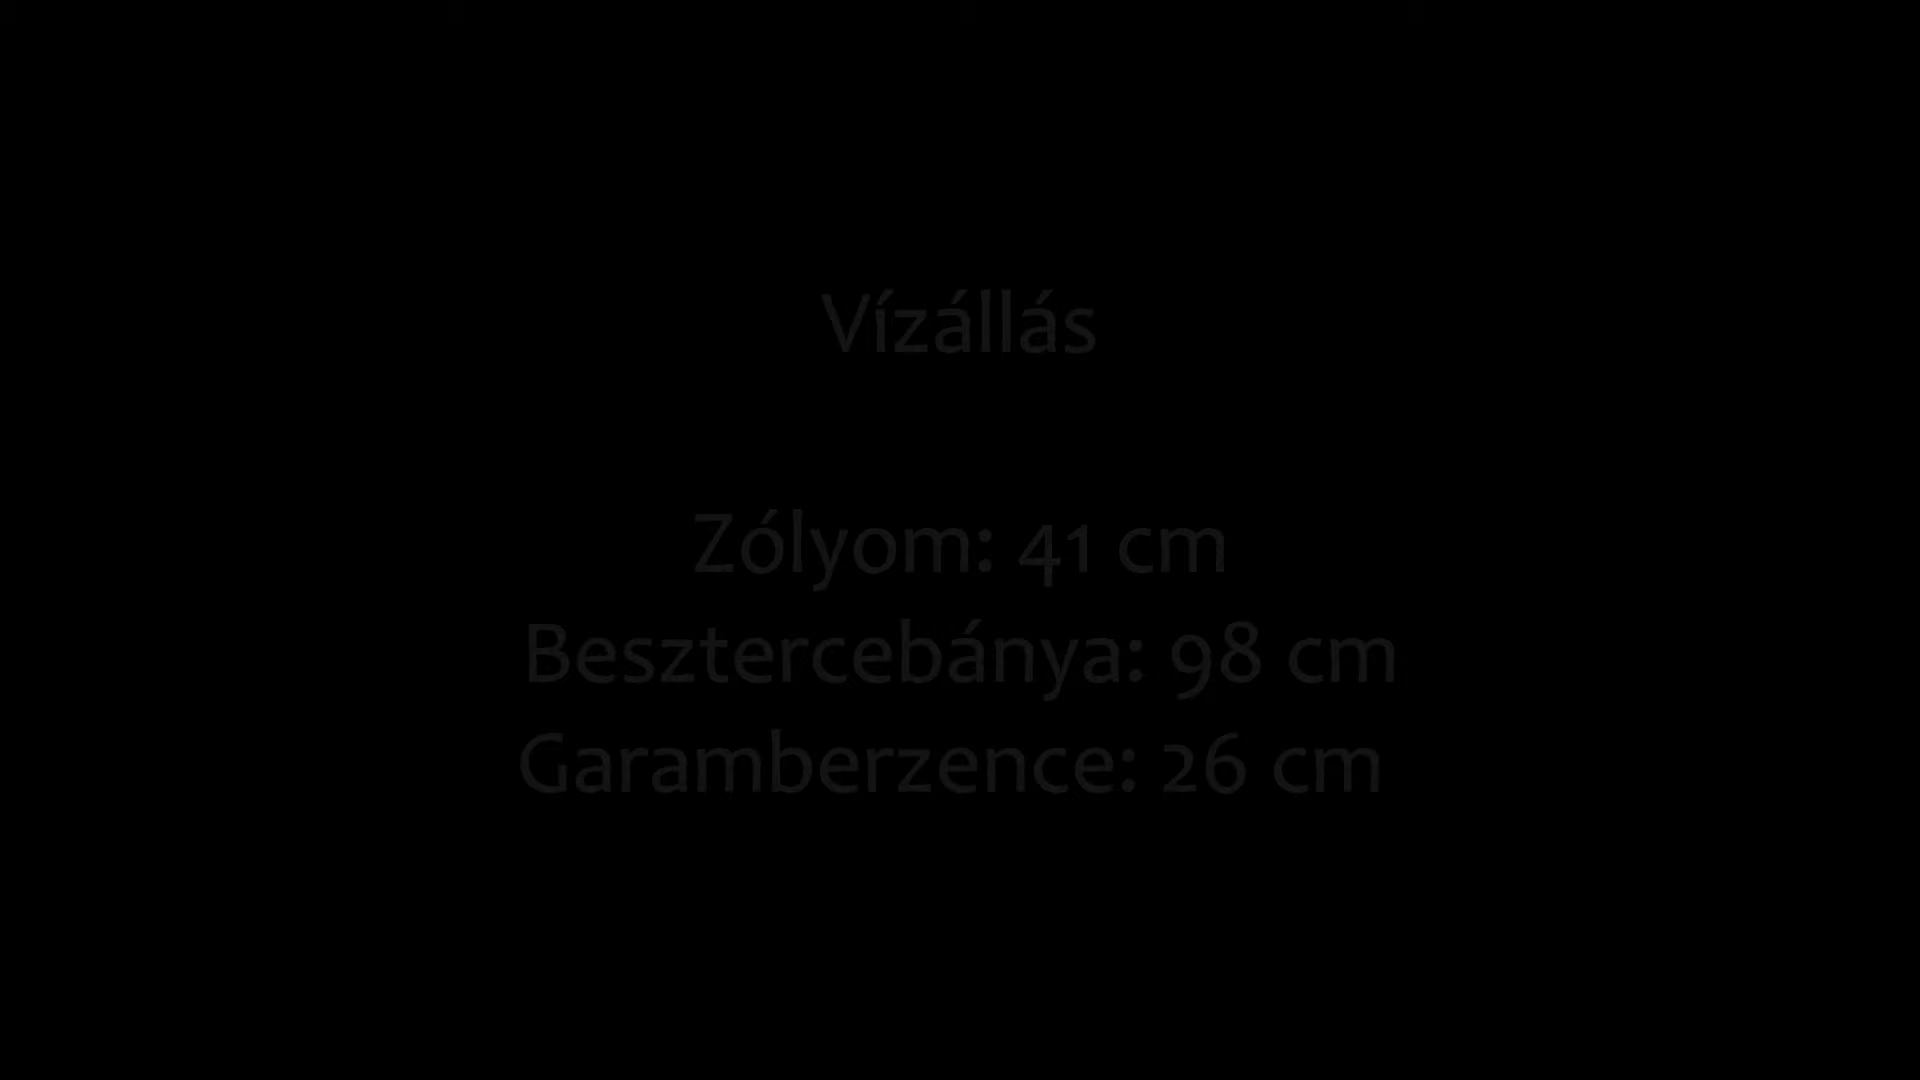 Vízállás
Zólyom: 41 cm
Besztercebánya: 98 cm
Garamberzence: 26 cm